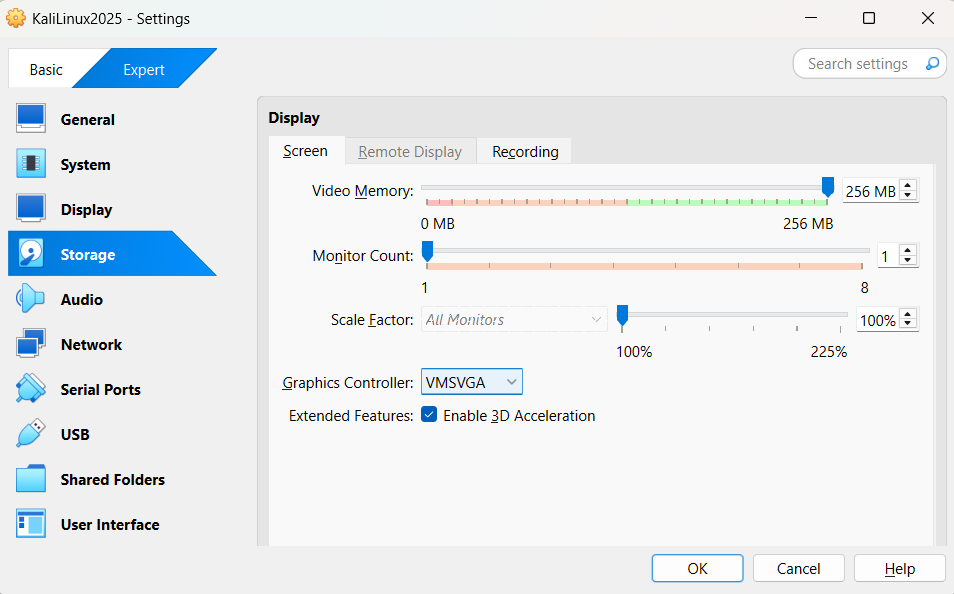 KaliLinux2025 - Settings
Basic
Expert
Search settings
General
System
Display
Storage
Audio
Network
Serial Ports
USB
Shared Folders
User Interface
Display
Screen
Remote Display
Recording
Video Memory:
256 MB
0 MB
256 MB
Monitor Count:
1
1
8
Scale Factor:
All Monitors
100%
100%
225%
Graphics Controller:
VMSVGA
Extended Features:
Enable 3D Acceleration
OK
Cancel
Help